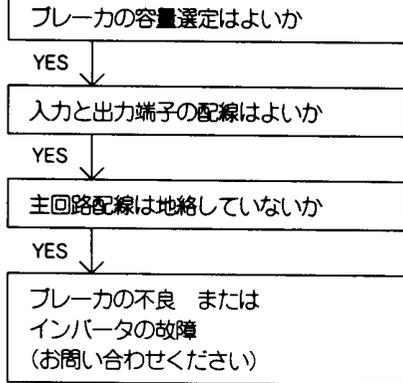 ブレーカの容量選定はよいか
YES
入力と出力端子の配線はよいか
YES
主回路配線は地絡していないか
YES
ブレーカの不良 または
インバータの故障
(お問い合わせください)